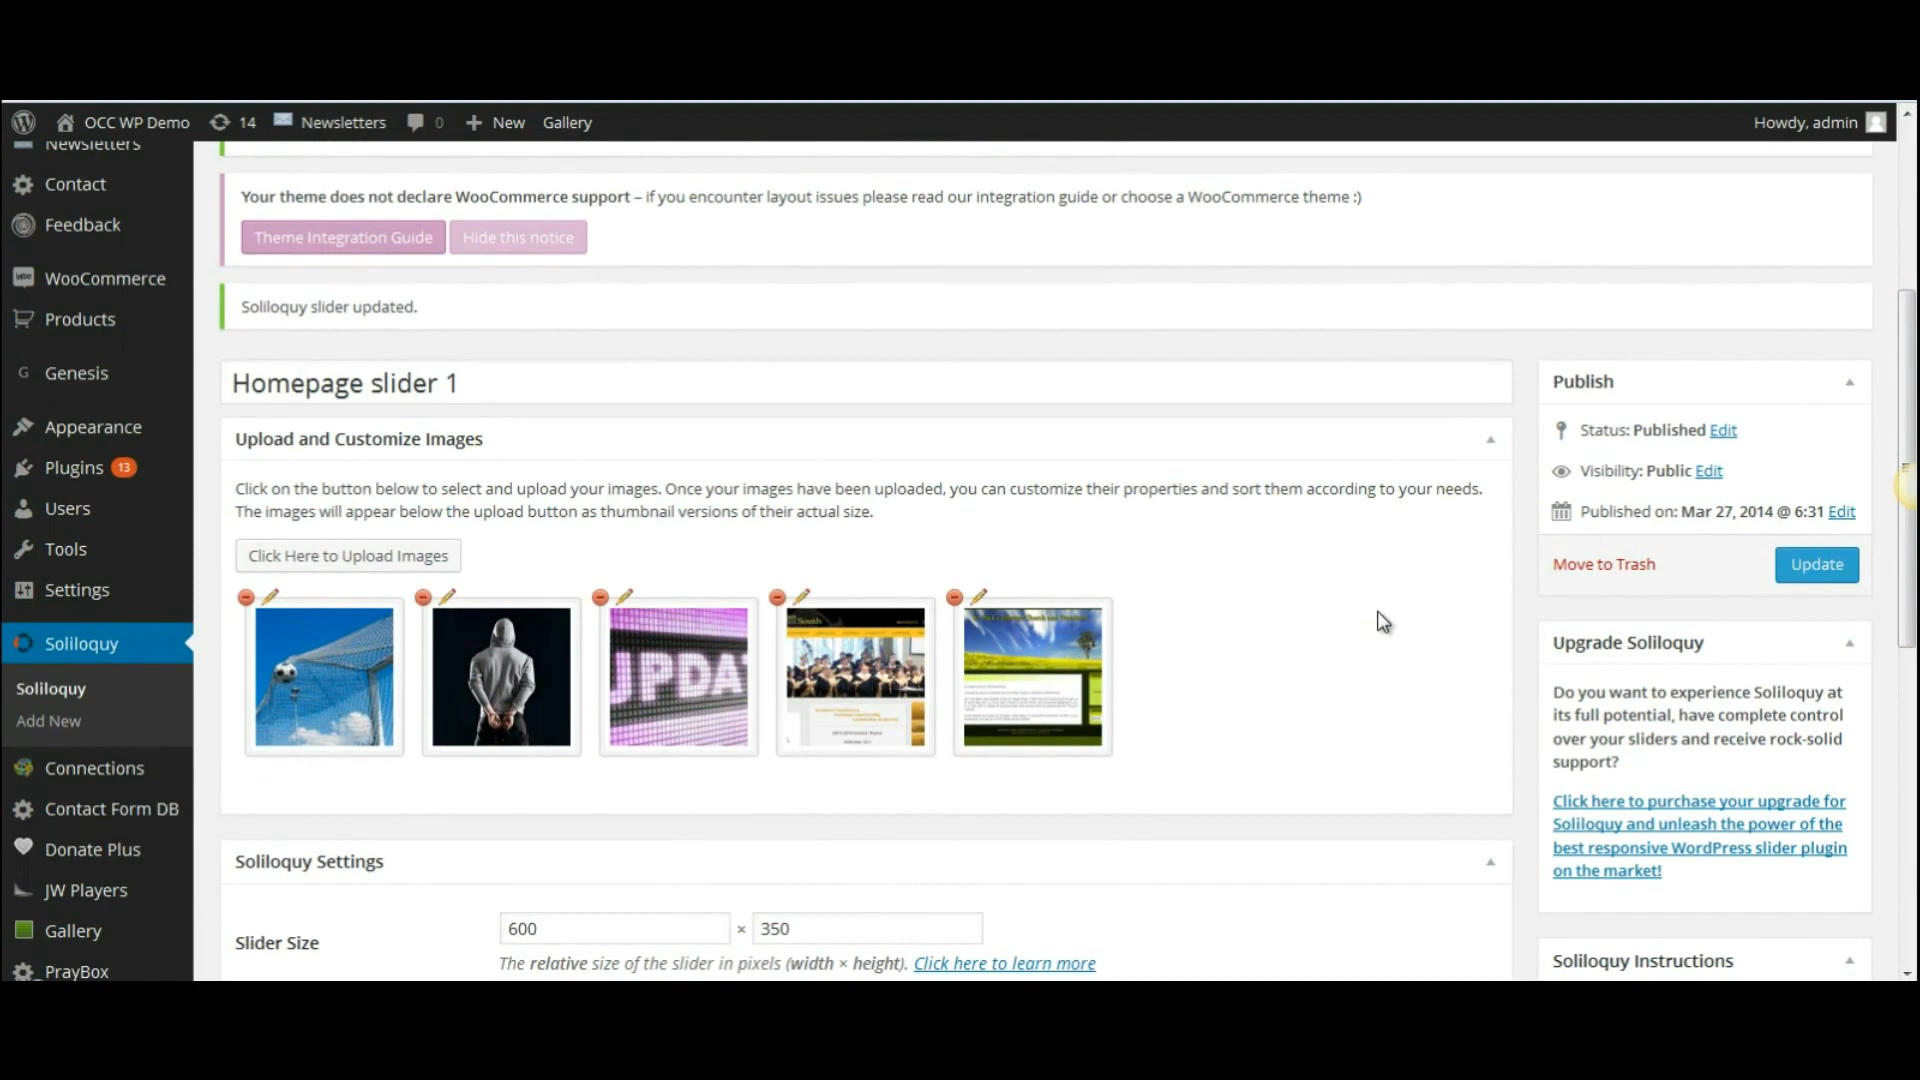 OCC WP Demo 14 Newsletters 0 New Gallery Howdy, admin
Newsletters
Contact
Feedback
WooCommerce
Products
Genesis
Appearance
Plugins 13
Users
Tools
Settings
Soliloquy
Soliloquy
Add New
Connections
Contact Form DB
Donate Plus
JW Players
Gallery
PrayBox
Your theme does not declare WooCommerce support – if you encounter layout issues please read our integration guide or choose a WooCommerce theme :)
Theme Integration Guide Hide this notice
Soliloquy slider updated.
Homepage slider 1
Upload and Customize Images
Click on the button below to select and upload your images. Once your images have been uploaded, you can customize their properties and sort them according to your needs.
The images will appear below the upload button as thumbnail versions of their actual size.
Click Here to Upload Images
UPDA
South
Soliloquy Settings
Slider Size
600 × 350
The relative size of the slider in pixels (width × height). Click here to learn more
Publish
Status: Published Edit
Visibility: Public Edit
Published on: Mar 27, 2014 @ 6:31 Edit
Move to Trash Update
Upgrade Soliloquy
Do you want to experience Soliloquy at
its full potential, have complete control
over your sliders and receive rock-solid
support?
Click here to purchase your upgrade for
Soliloquy and unleash the power of the
best responsive WordPress slider plugin
on the market!
Soliloquy Instructions